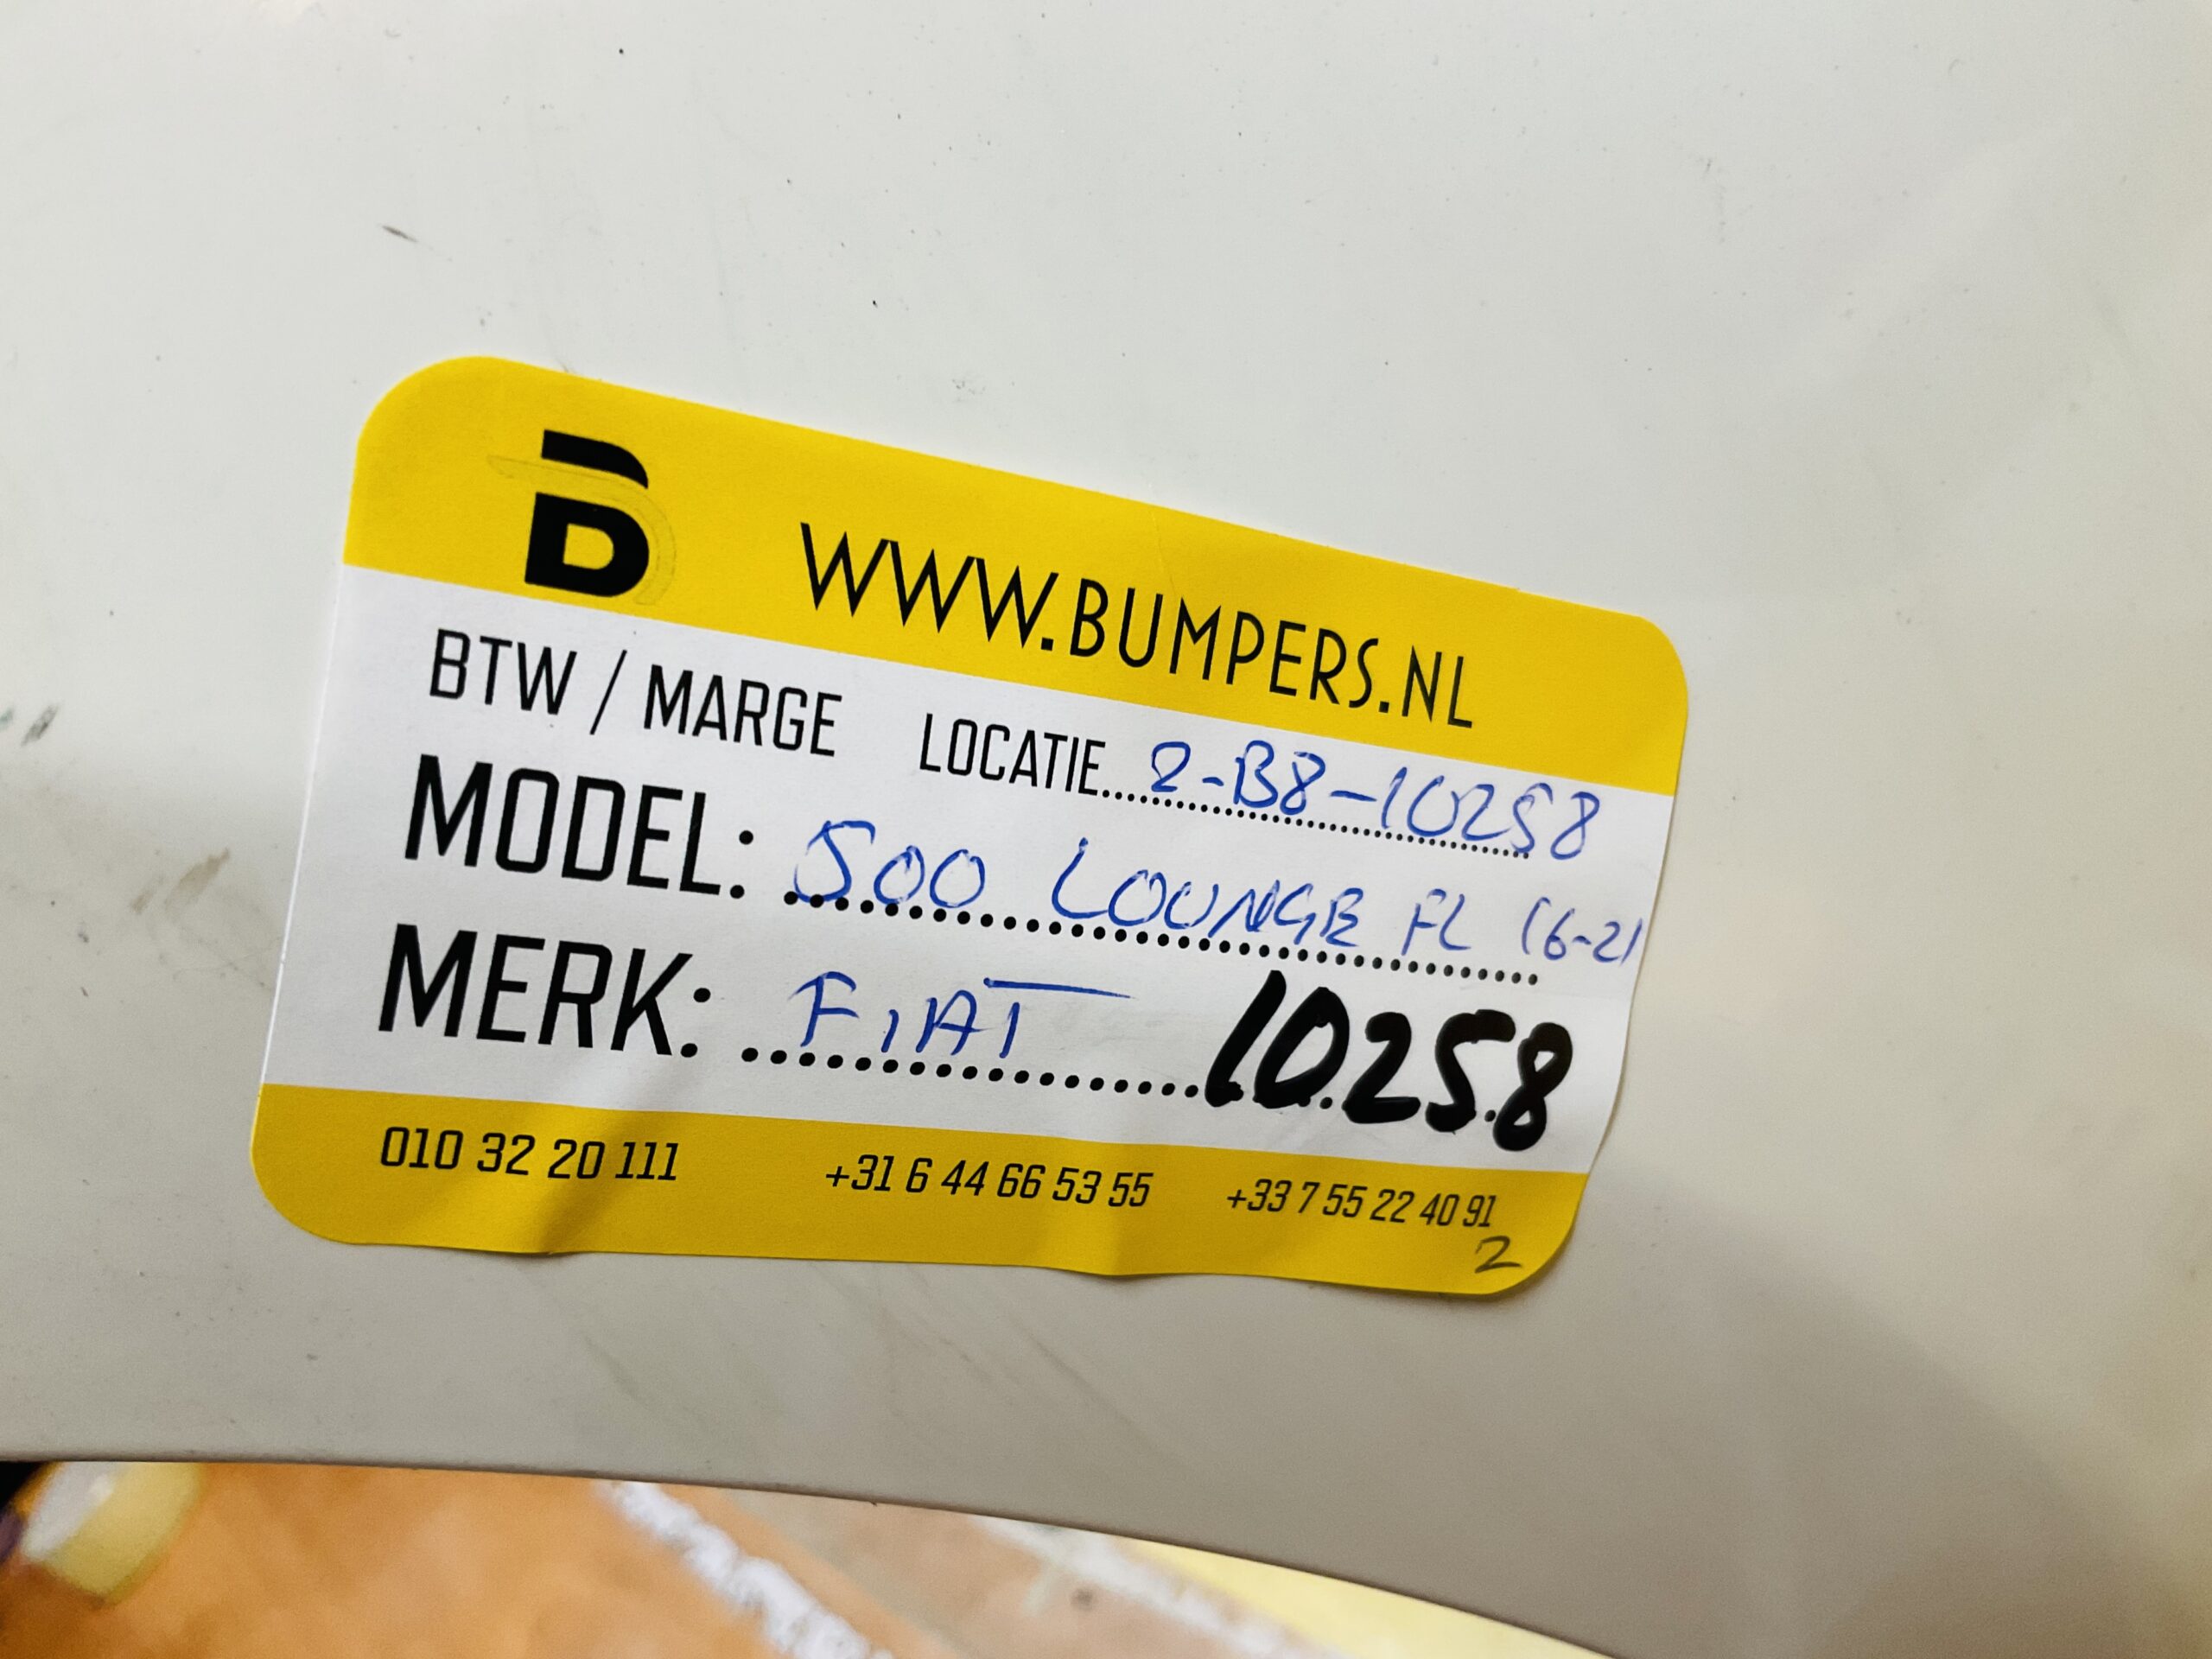 B WWW.BUMPERS.NL
BTW / MARGE LOCATIE... 2-B8-10258
MODEL: 500 LOUNGE FL (6-2)
MERK: FIAT 10258
010 32 20 111 +31 6 44 66 53 55 +33 7 55 22 40 91
2